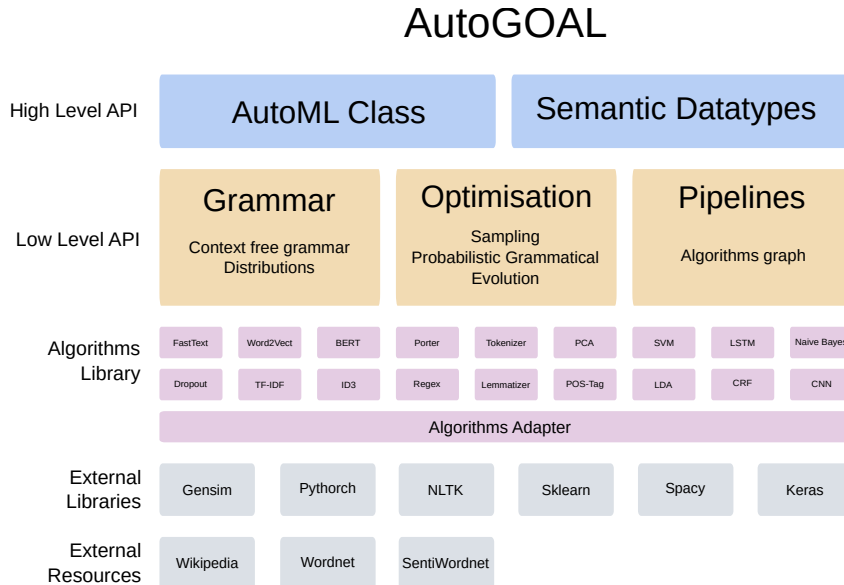 AutoGOAL
High Level API
AutoML Class
Semantic Datatypes
Low Level API
Grammar
Context free grammar
Distributions
Optimisation
Sampling
Probabilistic Grammatical
Evolution
Pipelines
Algorithms graph
Algorithms
Library
FastText
Word2Vect
BERT
Porter
Tokenizer
PCA
SVM
LSTM
Naive Bayes
Dropout
TF-IDF
ID3
Regex
Lemmatizer
POS-Tag
LDA
CRF
CNN
Algorithms Adapter
External
Libraries
Gensim
Pythorch
NLTK
Sklearn
Spacy
Keras
External
Resources
Wikipedia
Wordnet
SentiWordnet